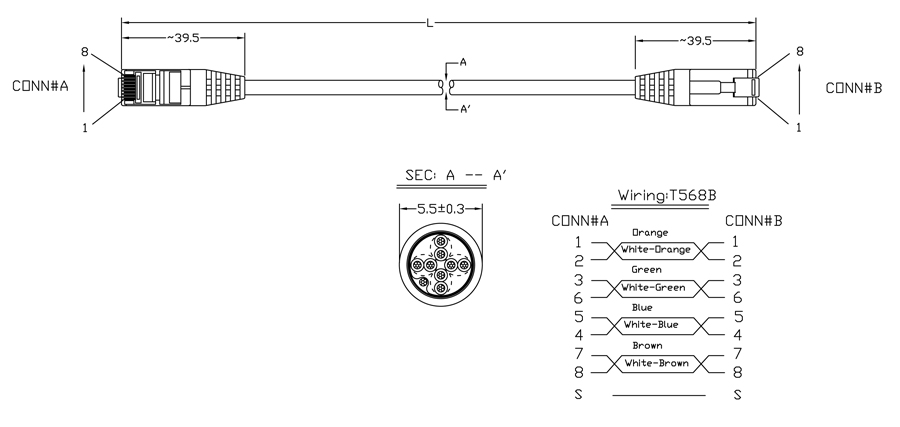 L
~39.5
~39.5
8
A
8
CONN#A
CONN#B
1
A'
1
SEC: A -- A'
Wiring:T568B
5.5±0.3
CONN#A
CONN#B
Orange
1
1
White-Orange
2
2
Green
3
3
White-Green
6
6
Blue
5
5
White-Blue
4
4
Brown
7
7
White-Brown
8
8
S
S